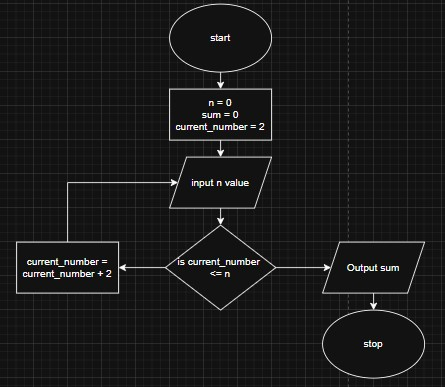 start
n = 0
sum = 0
current_number = 2
input n value
is current_number
<= n
current_number =
current_number + 2
Output sum
stop